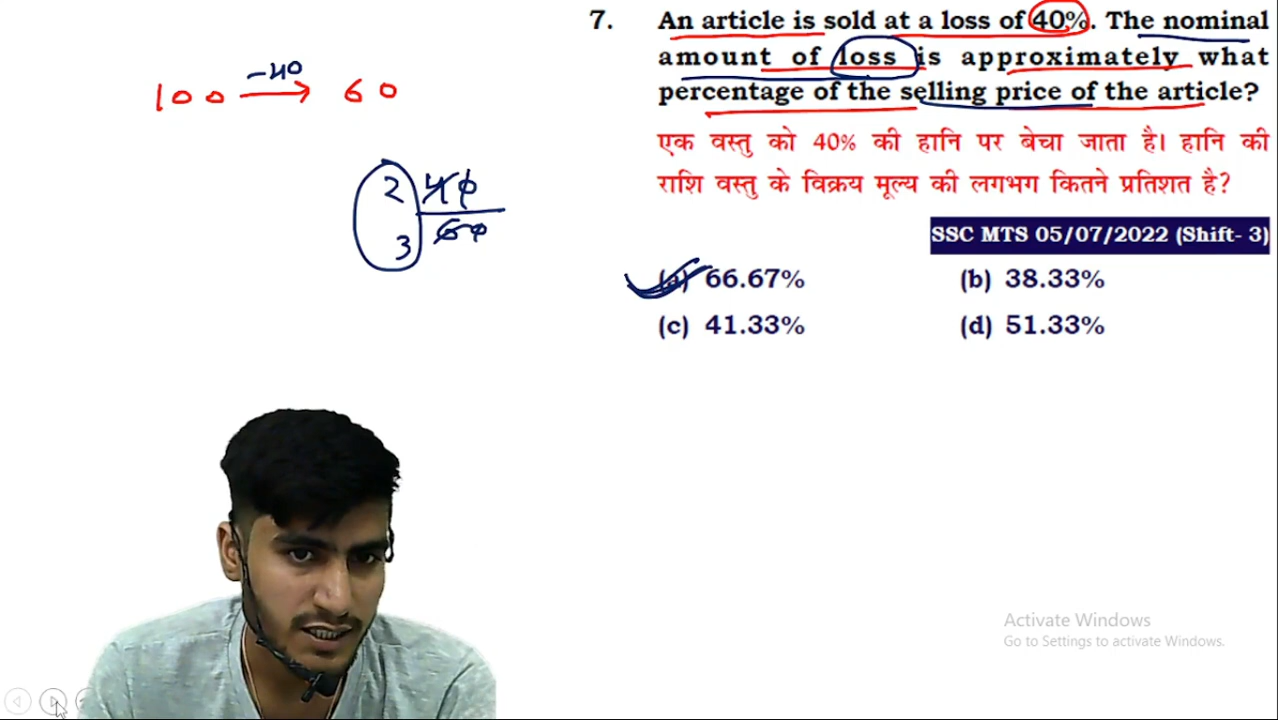 7. An article is sold at a loss of 40%. The nominal
amount of loss is approximately what
percentage of the selling price of the article?
एक वस्तु को 40% की हानि पर बेचा जाता है। हानि की
राशि वस्तु के विक्रय मूल्य की लगभग कितने प्रतिशत है?
SSC MTS 05/07/2022 (Shift- 3)
(a) 66.67% (b) 38.33%
(c) 41.33% (d) 51.33%
-40
100 → 60
2 40
3 60
Activate Windows
Go to Settings to activate Windows.